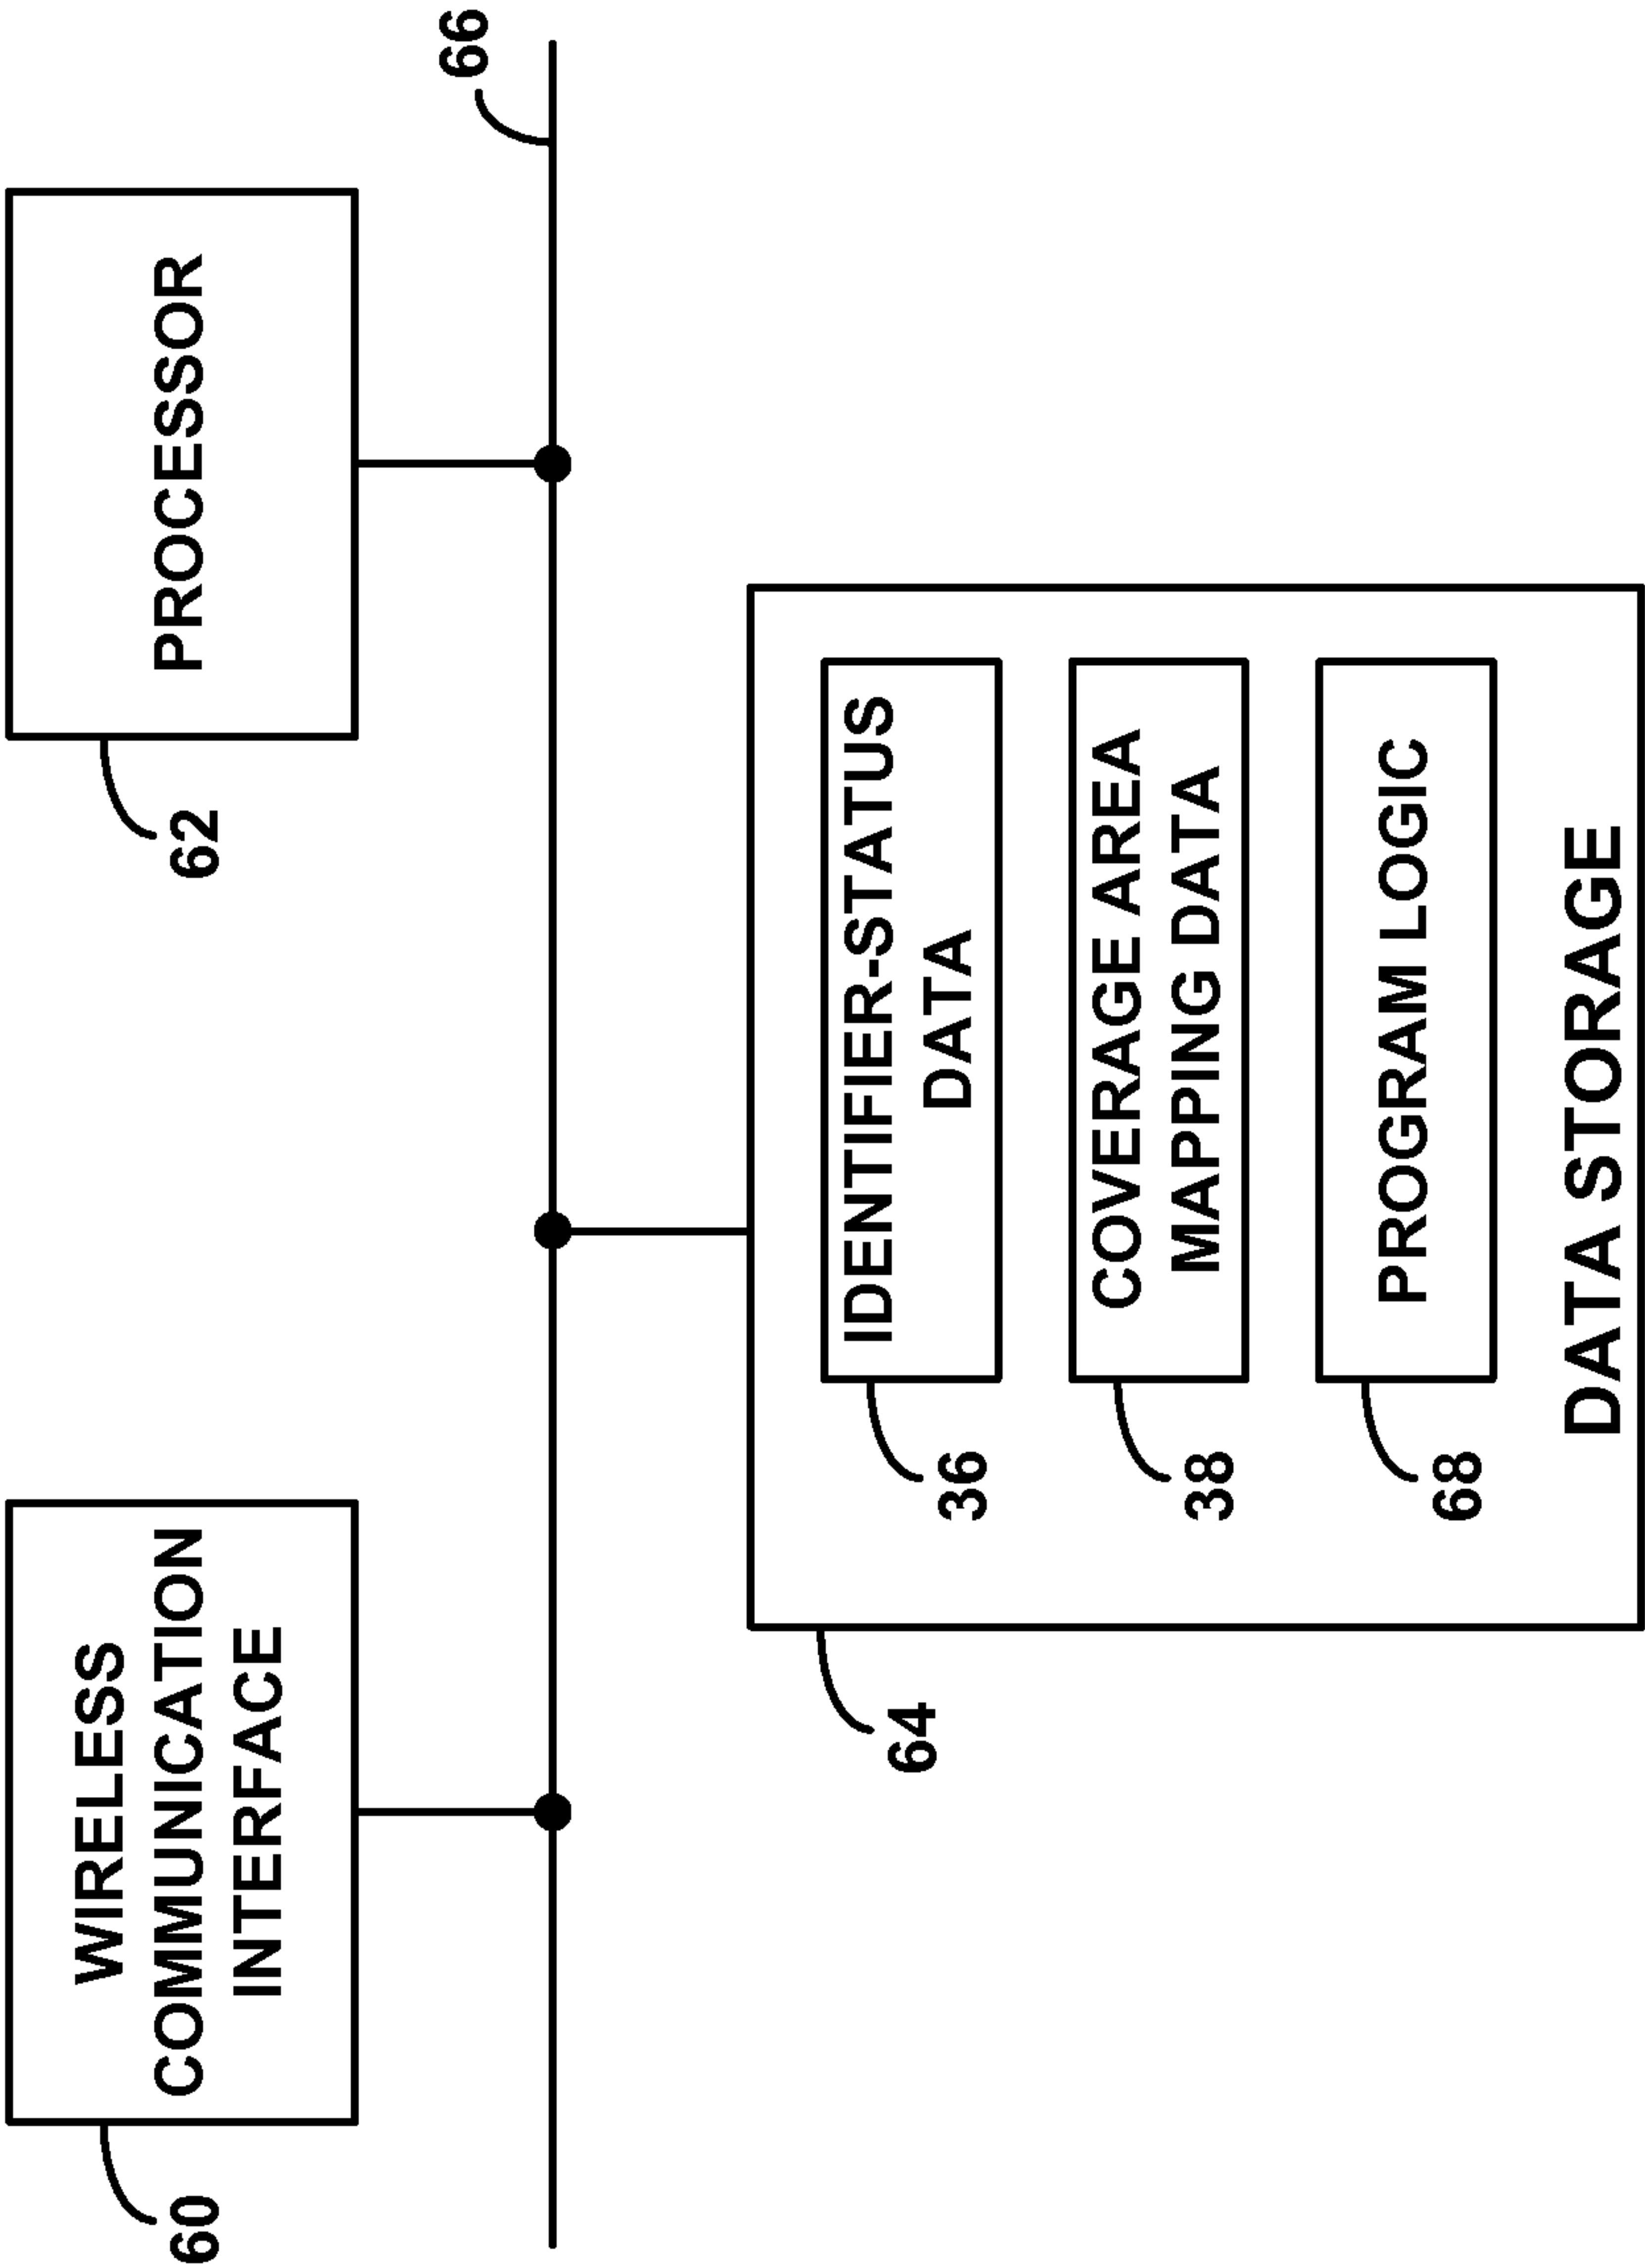 WIRELESS
COMMUNICATION
INTERFACE
60
PROCESSOR
62
66
IDENTIFIER-STATUS
DATA
36
COVERAGE AREA
MAPPING DATA
38
PROGRAM LOGIC
68
DATA STORAGE
64